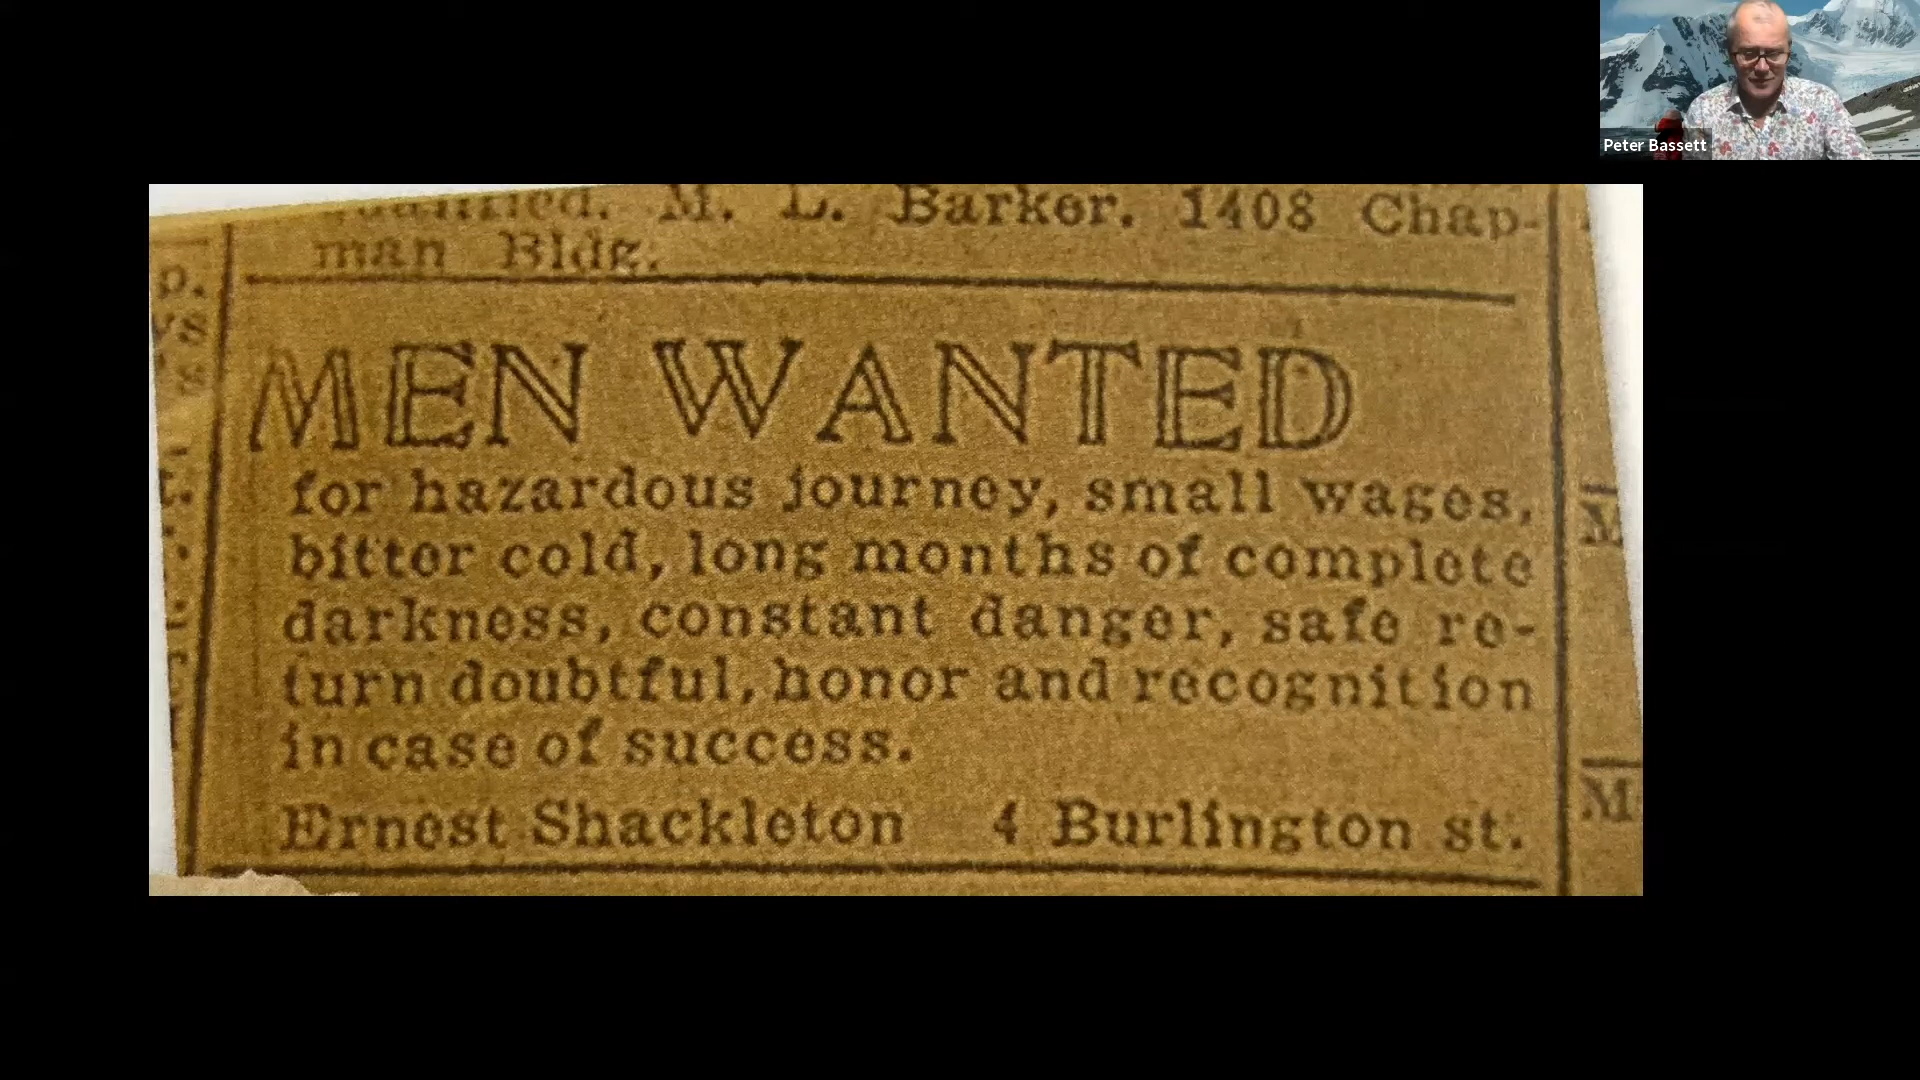 Peter Bassett
M. L. Barker. 1408 Chap-
man Bldg.
MEN WANTED
for hazardous journey, small wages,
bitter cold, long months of complete
darkness, constant danger, safe re-
turn doubtful, honor and recognition
in case of success.
Ernest Shackleton 4 Burlington st.